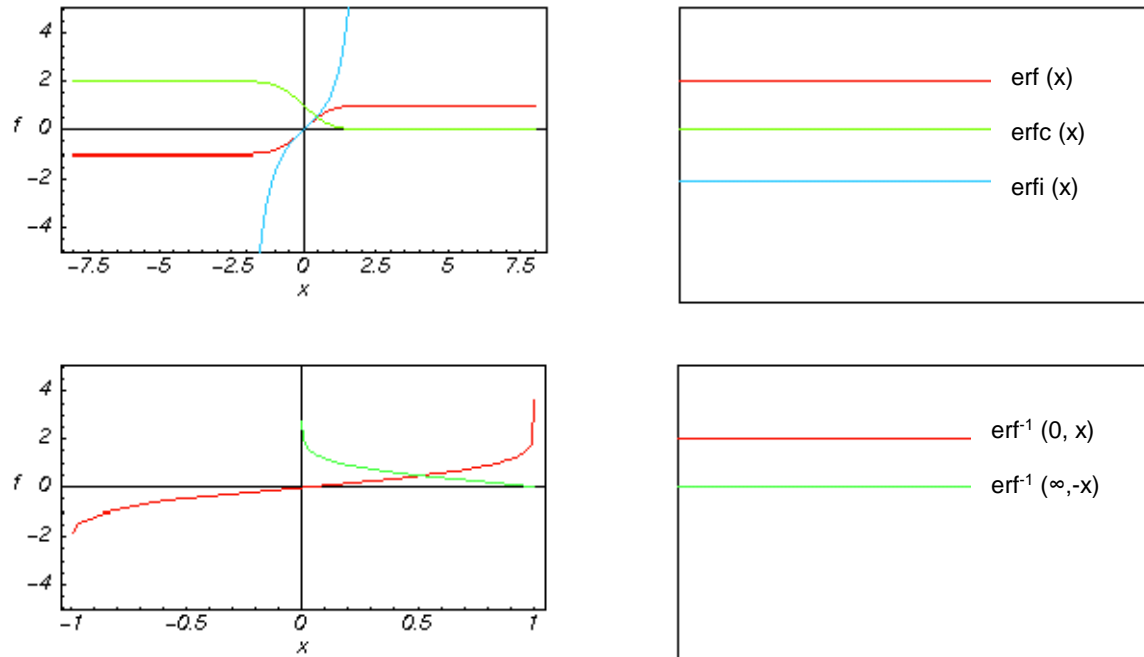 4
2
f 0
-2
-4
-7.5 -5 -2.5 0 2.5 5 7.5
x
erf (x)
erfc (x)
erfi (x)
4
2
f 0
-2
-4
-1 -0.5 0 0.5 1
x
erf⁻¹ (0, x)
erf⁻¹ (∞,-x)